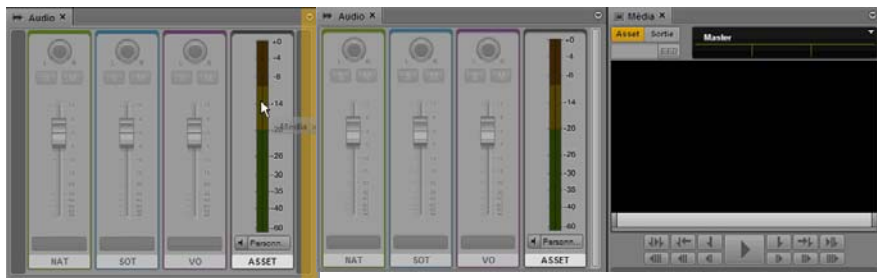 Audio ×
+0
-4
-8
-14
-20
Media
-26
-30
-35
-40
-60
Personn...
NAT SOT VO ASSET
Audio ×
+0
-4
-8
-14
-20
-26
-30
-35
-40
-60
Personn...
NAT SOT VO ASSET
Média ×
Asset Sortie
Master